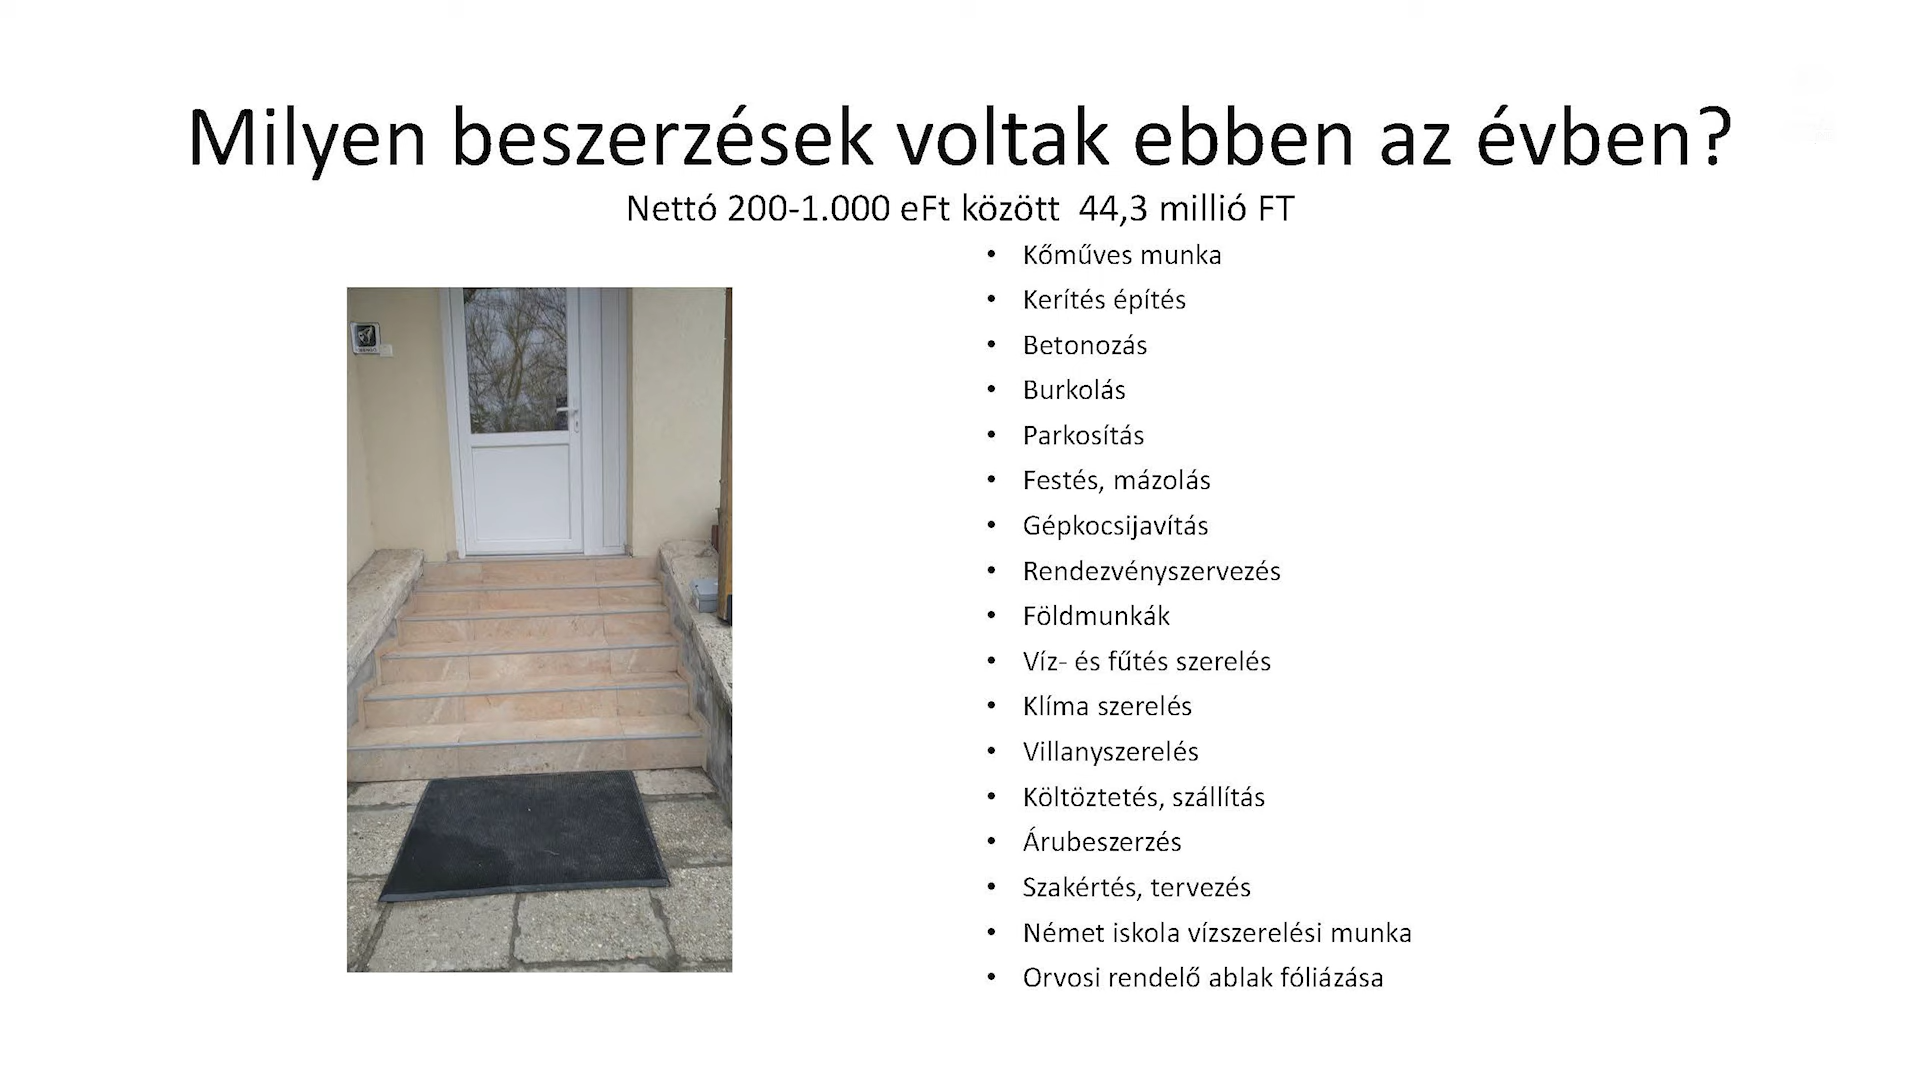 Milyen beszerzések voltak ebben az évben?
Nettó 200-1.000 eFt között 44,3 millió FT
• Kőműves munka
• Kerítés építés
• Betonozás
• Burkolás
• Parkosítás
• Festés, mázolás
• Gépkocsijavítás
• Rendezvényszervezés
• Földmunkák
• Víz- és fűtés szerelés
• Klíma szerelés
• Villanyszerelés
• Költöztetés, szállítás
• Árubeszerzés
• Szakértés, tervezés
• Német iskola vízszerelési munka
• Orvosi rendelő ablak fóliázása